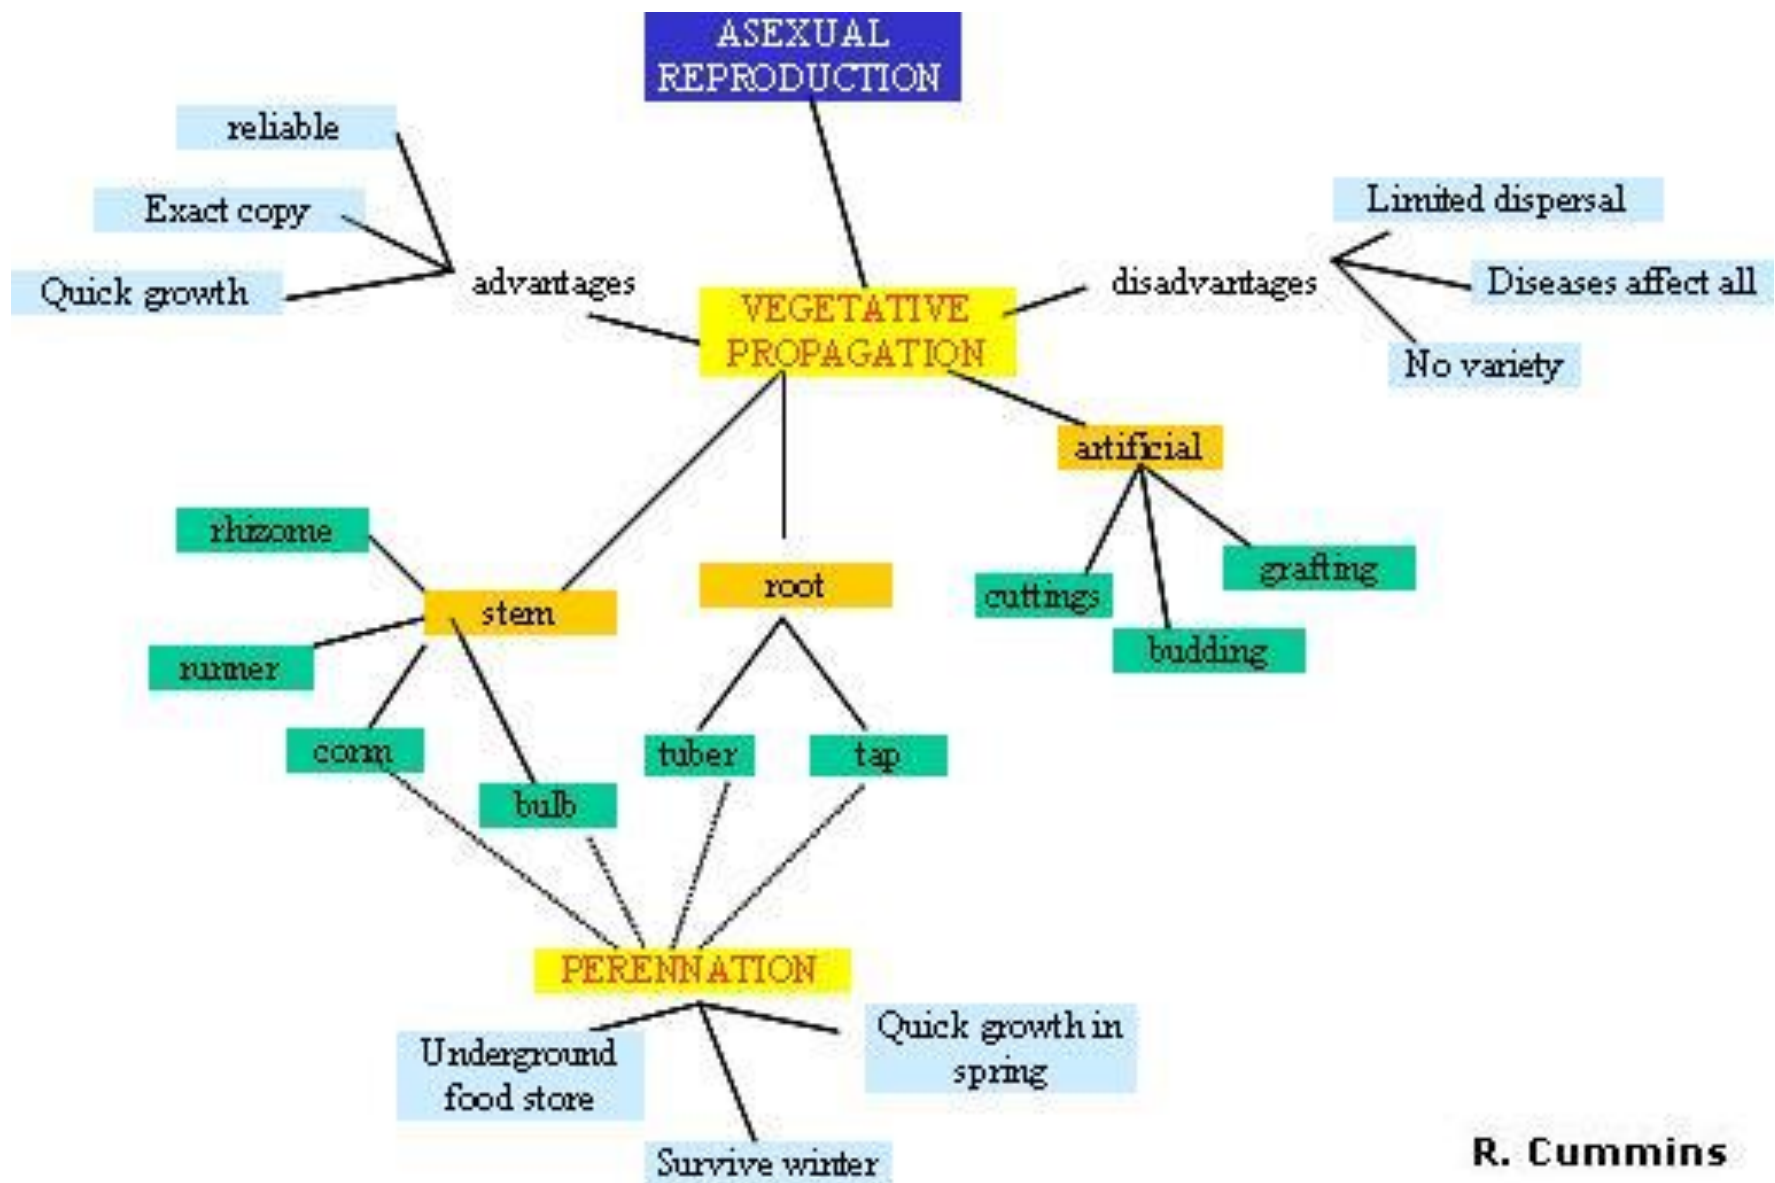 ASEXUAL
REPRODUCTION
reliable
Exact copy
Quick growth
advantages
Limited dispersal
disadvantages
Diseases affect all
No variety
VEGETATIVE
PROPAGATION
artificial
rhizome
stem
root
cuttings
grafting
budding
runner
corm
bulb
tuber
tap
PERENNATION
Underground
food store
Quick growth in
spring
Survive winter
R. Cummins